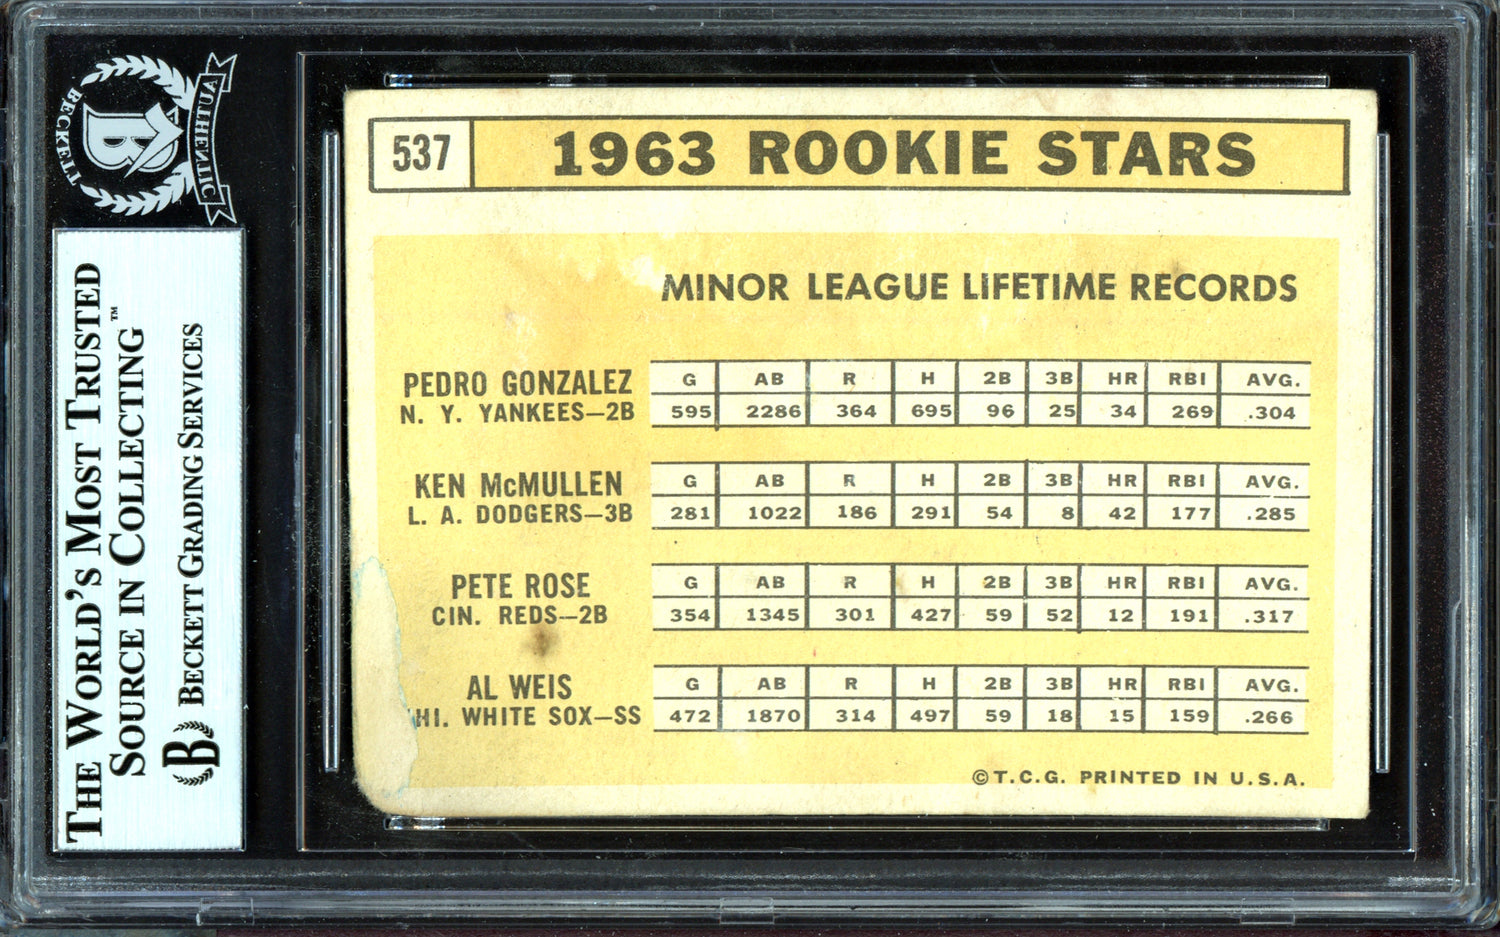 BECKETT AUTHENTIC
B
THE WORLD'S MOST TRUSTED
SOURCE IN COLLECTING™
B BECKETT GRADING SERVICES
537 1963 ROOKIE STARS
MINOR LEAGUE LIFETIME RECORDS
PEDRO GONZALEZ G AB R H 2B 3B HR RBI AVG.
N. Y. YANKEES—2B 595 2286 364 695 96 25 34 269 .304
KEN McMULLEN G AB R H 2B 3B HR RBI AVG.
L. A. DODGERS—3B 281 1022 186 291 54 8 42 177 .285
PETE ROSE G AB R H 2B 3B HR RBI AVG.
CIN. REDS—2B 354 1345 301 427 59 52 12 191 .317
AL WEIS G AB R H 2B 3B HR RBI AVG.
HI. WHITE SOX—SS 472 1870 314 497 59 18 15 159 .266
©T.C.G. PRINTED IN U.S.A.